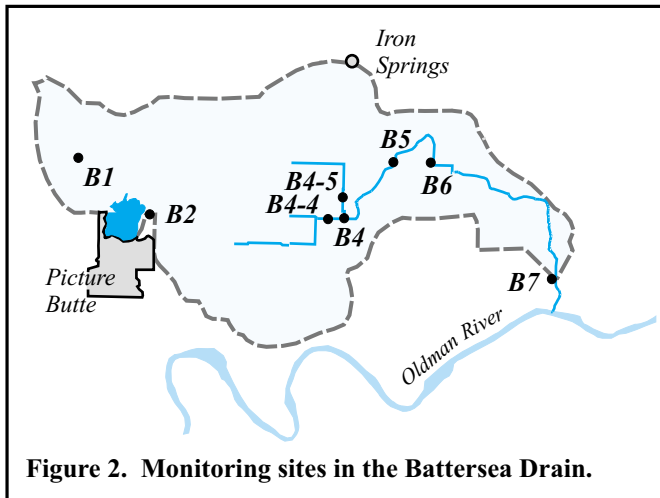 Iron
Springs
B1
B5
B6
B4-5
B2
B4-4
B4
Picture
Butte
B7
Oldman River
Figure 2. Monitoring sites in the Battersea Drain.